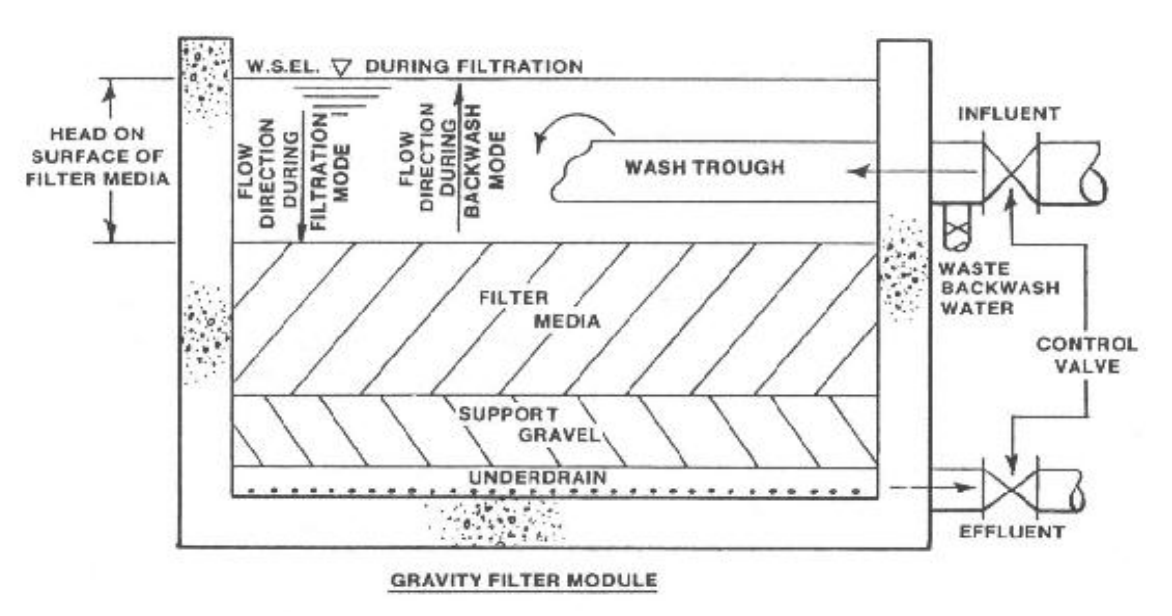 W.S.EL. DURING FILTRATION
HEAD ON
SURFACE OF
FILTER MEDIA
FLOW
DIRECTION
DURING
FILTRATION
MODE
FLOW
DIRECTION
DURING
BACKWASH
MODE
WASH TROUGH
INFLUENT
WASTE
BACKWASH
WATER
CONTROL
VALVE
FILTER
MEDIA
SUPPORT
GRAVEL
UNDERDRAIN
EFFLUENT
GRAVITY FILTER MODULE